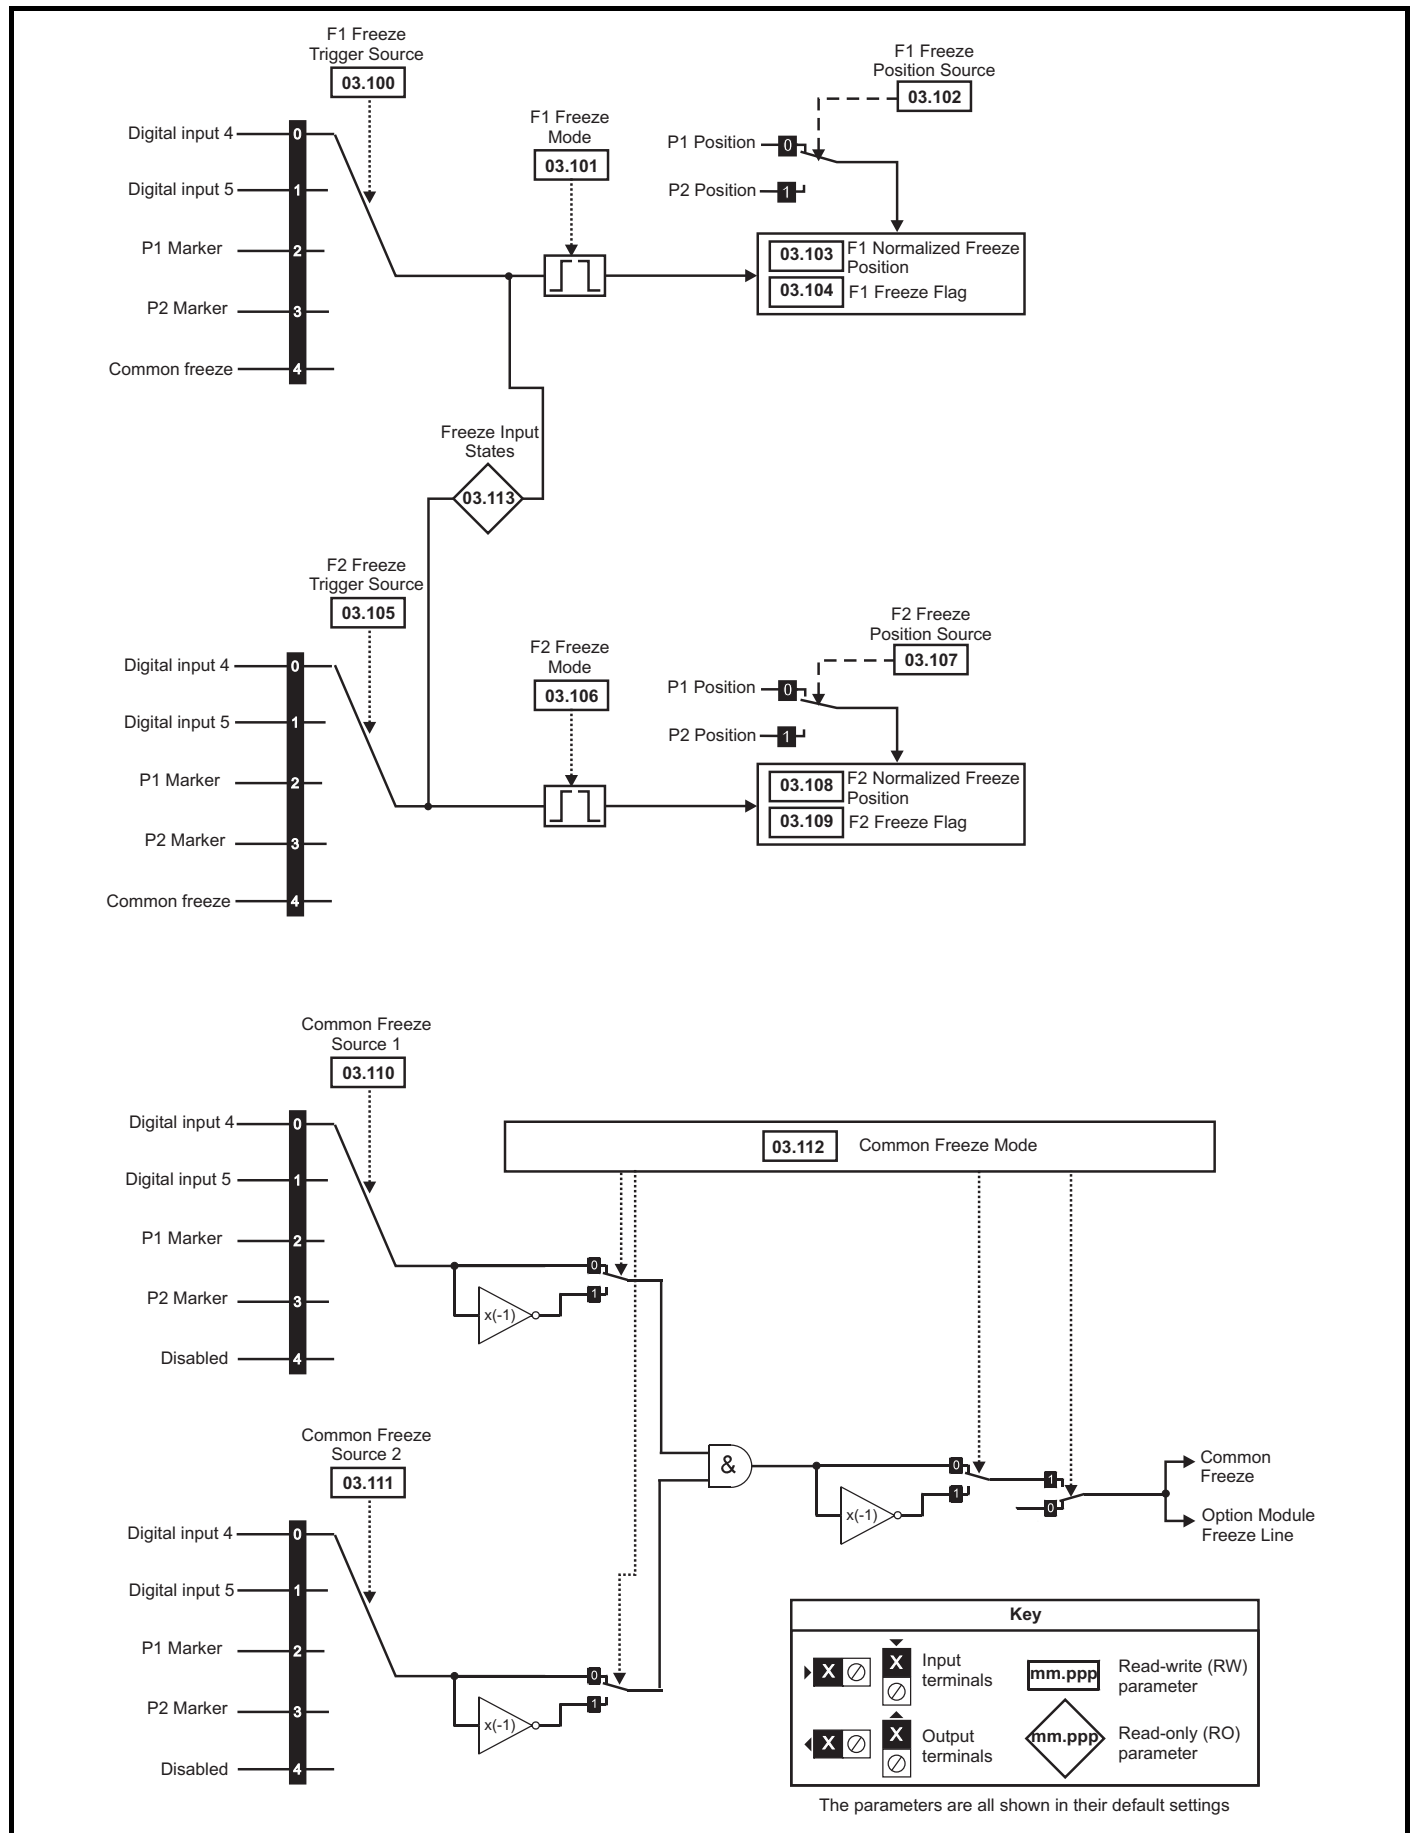 F1 Freeze
Trigger Source
03.100
Digital input 4
0
Digital input 5
1
P1 Marker
2
P2 Marker
3
Common freeze
4
F1 Freeze
Mode
03.101
F1 Freeze
Position Source
03.102
P1 Position
0
P2 Position
1
03.103 F1 Normalized Freeze
Position
03.104 F1 Freeze Flag
Freeze Input
States
03.113
F2 Freeze
Trigger Source
03.105
Digital input 4
0
Digital input 5
1
P1 Marker
2
P2 Marker
3
Common freeze
4
F2 Freeze
Mode
03.106
F2 Freeze
Position Source
03.107
P1 Position
0
P2 Position
1
03.108 F2 Normalized Freeze
Position
03.109 F2 Freeze Flag
Common Freeze
Source 1
03.110
Digital input 4
0
Digital input 5
1
P1 Marker
2
P2 Marker
3
Disabled
4
03.112 Common Freeze Mode
0
1
x(-1)
Common Freeze
Source 2
03.111
Digital input 4
0
Digital input 5
1
P1 Marker
2
P2 Marker
3
Disabled
4
0
1
x(-1)
&
x(-1)
0
1
1
0
Common
Freeze
Option Module
Freeze Line
Key
X
X
Input
terminals
mm.ppp
Read-write (RW)
parameter
X
X
Output
terminals
mm.ppp
Read-only (RO)
parameter
The parameters are all shown in their default settings